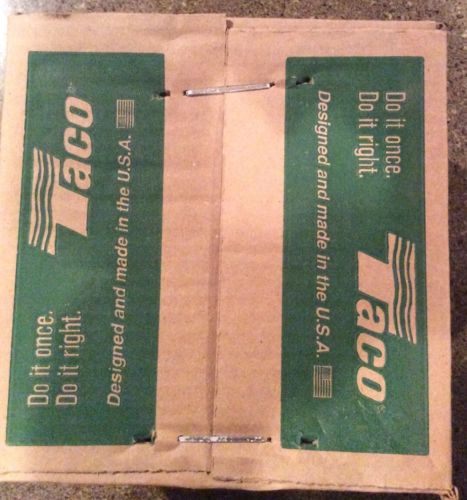 Taco®
Do it once.
Do it right.
Designed and made in the U.S.A.
Do it once.
Do it right.
Taco®
Designed and made in the U.S.A.